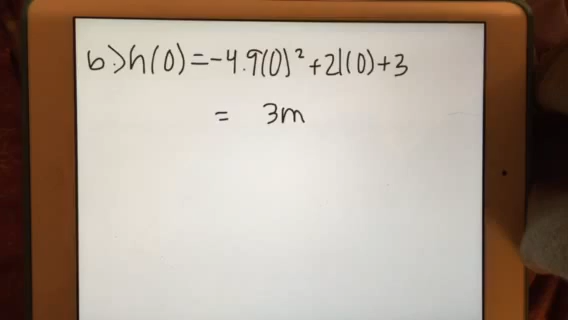 b>h(0)=-4.9(0)²+21(0)+3
= 3m